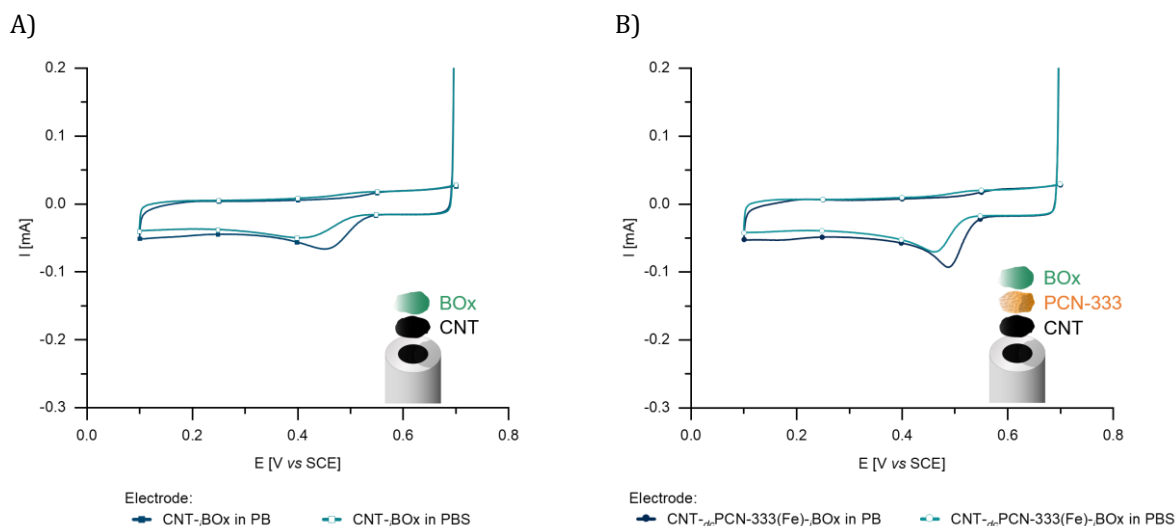 A)
B)
0.2
0.1
0.0
-0.1
-0.2
-0.3
I [mA]
0.0
0.2
0.4
0.6
0.8
E [V vs SCE]
BOx
CNT
Electrode:
CNT-,BOx in PB
CNT-,BOx in PBS
0.2
0.1
0.0
-0.1
-0.2
-0.3
I [mA]
0.0
0.2
0.4
0.6
0.8
E [V vs SCE]
BOx
PCN-333
CNT
Electrode:
CNT-dcPCN-333(Fe)-,BOx in PB
CNT-dcPCN-333(Fe)-,BOx in PBS